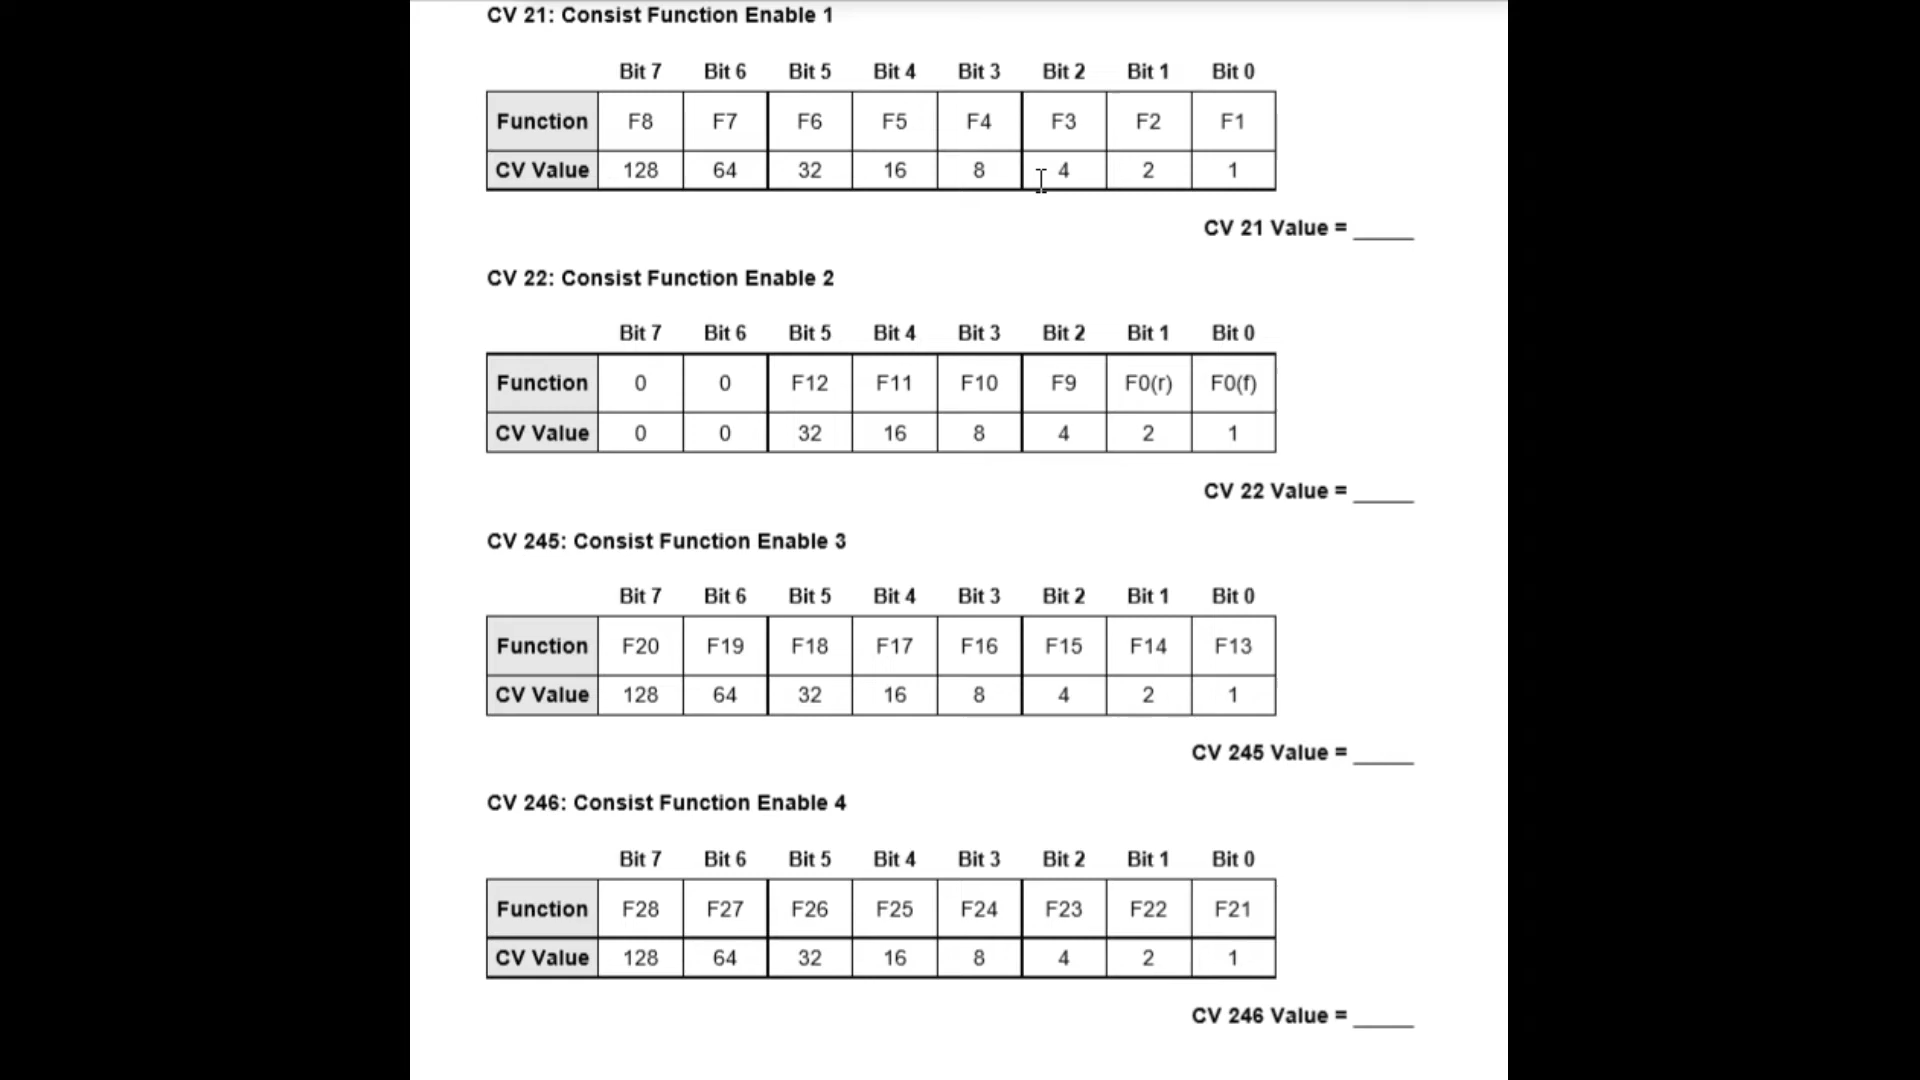 CV 21: Consist Function Enable 1
Bit 7 Bit 6 Bit 5 Bit 4 Bit 3 Bit 2 Bit 1 Bit 0
Function F8 F7 F6 F5 F4 F3 F2 F1
CV Value 128 64 32 16 8 4 2 1
CV 21 Value = _____
CV 22: Consist Function Enable 2
Bit 7 Bit 6 Bit 5 Bit 4 Bit 3 Bit 2 Bit 1 Bit 0
Function 0 0 F12 F11 F10 F9 F0(r) F0(f)
CV Value 0 0 32 16 8 4 2 1
CV 22 Value = _____
CV 245: Consist Function Enable 3
Bit 7 Bit 6 Bit 5 Bit 4 Bit 3 Bit 2 Bit 1 Bit 0
Function F20 F19 F18 F17 F16 F15 F14 F13
CV Value 128 64 32 16 8 4 2 1
CV 245 Value = _____
CV 246: Consist Function Enable 4
Bit 7 Bit 6 Bit 5 Bit 4 Bit 3 Bit 2 Bit 1 Bit 0
Function F28 F27 F26 F25 F24 F23 F22 F21
CV Value 128 64 32 16 8 4 2 1
CV 246 Value = _____